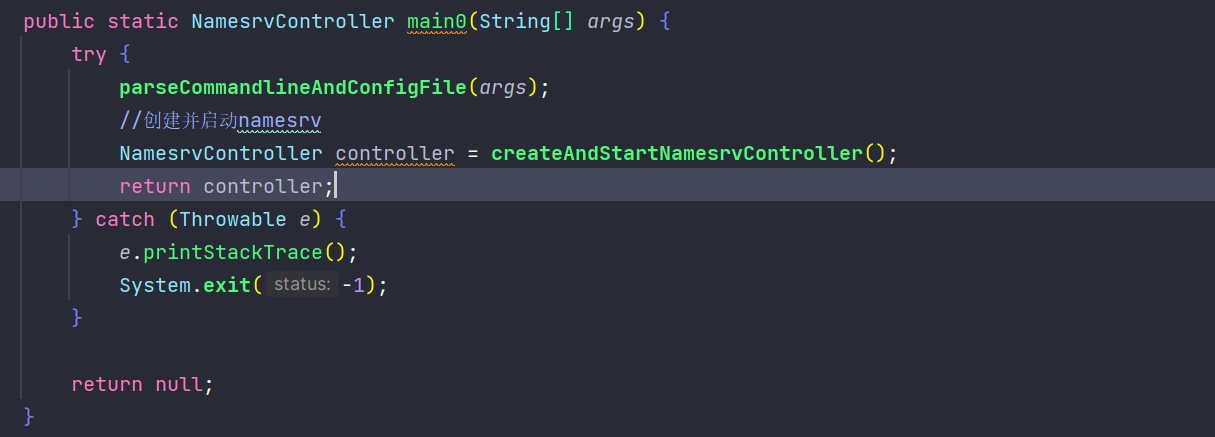 public static NamesrvController main0(String[] args) {
    try {
        parseCommandlineAndConfigFile(args);
        //创建并启动namesrv
        NamesrvController controller = createAndStartNamesrvController();
        return controller;
    } catch (Throwable e) {
        e.printStackTrace();
        System.exit( status: -1);
    }

    return null;
}